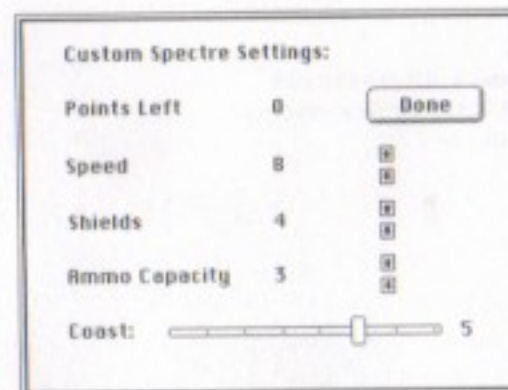 Custom Spectre Settings:
Points Left 0 Done
Speed 8
Shields 4
Ammo Capacity 3
Coast: 5